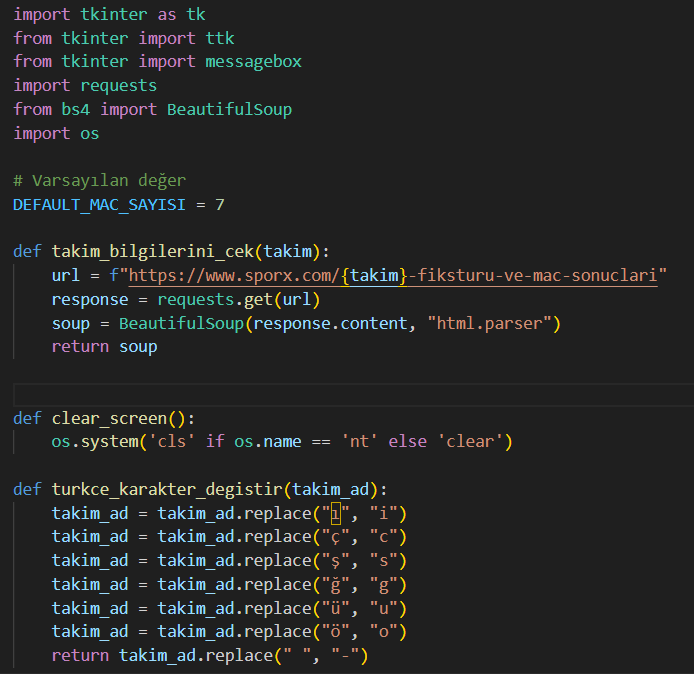 import tkinter as tk
from tkinter import ttk
from tkinter import messagebox
import requests
from bs4 import BeautifulSoup
import os

# Varsayılan değer
DEFAULT_MAC_SAYISI = 7

def takim_bilgilerini_cek(takim):
    url = f"https://www.sporx.com/{takim}-fiksturu-ve-mac-sonuclari"
    response = requests.get(url)
    soup = BeautifulSoup(response.content, "html.parser")
    return soup


def clear_screen():
    os.system('cls' if os.name == 'nt' else 'clear')

def turkce_karakter_degistir(takim_ad):
    takim_ad = takim_ad.replace("ı", "i")
    takim_ad = takim_ad.replace("ç", "c")
    takim_ad = takim_ad.replace("ş", "s")
    takim_ad = takim_ad.replace("ğ", "g")
    takim_ad = takim_ad.replace("ü", "u")
    takim_ad = takim_ad.replace("ö", "o")
    return takim_ad.replace(" ", "-")